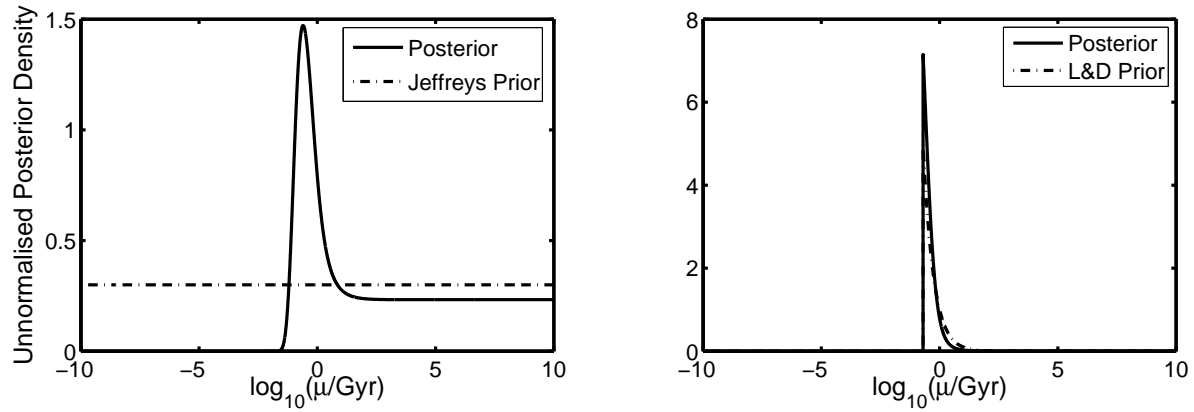 Unnormalised Posterior Density
1.5
1
0.5
0
Posterior
Jeffreys Prior
−10
−5
0
5
10
log10(μ/Gyr)
8
6
4
2
0
Posterior
L&D Prior
−10
−5
0
5
10
log10(μ/Gyr)